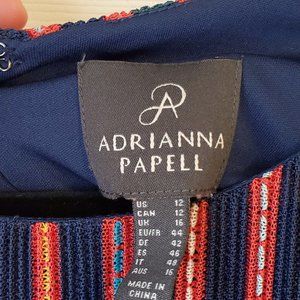 ADRIANNA
PAPELL
US 12
CAN 12
UK 16
EU/FR 44
DE 42
ES 46
IT 48
AUS 16
MADE IN
CHINA